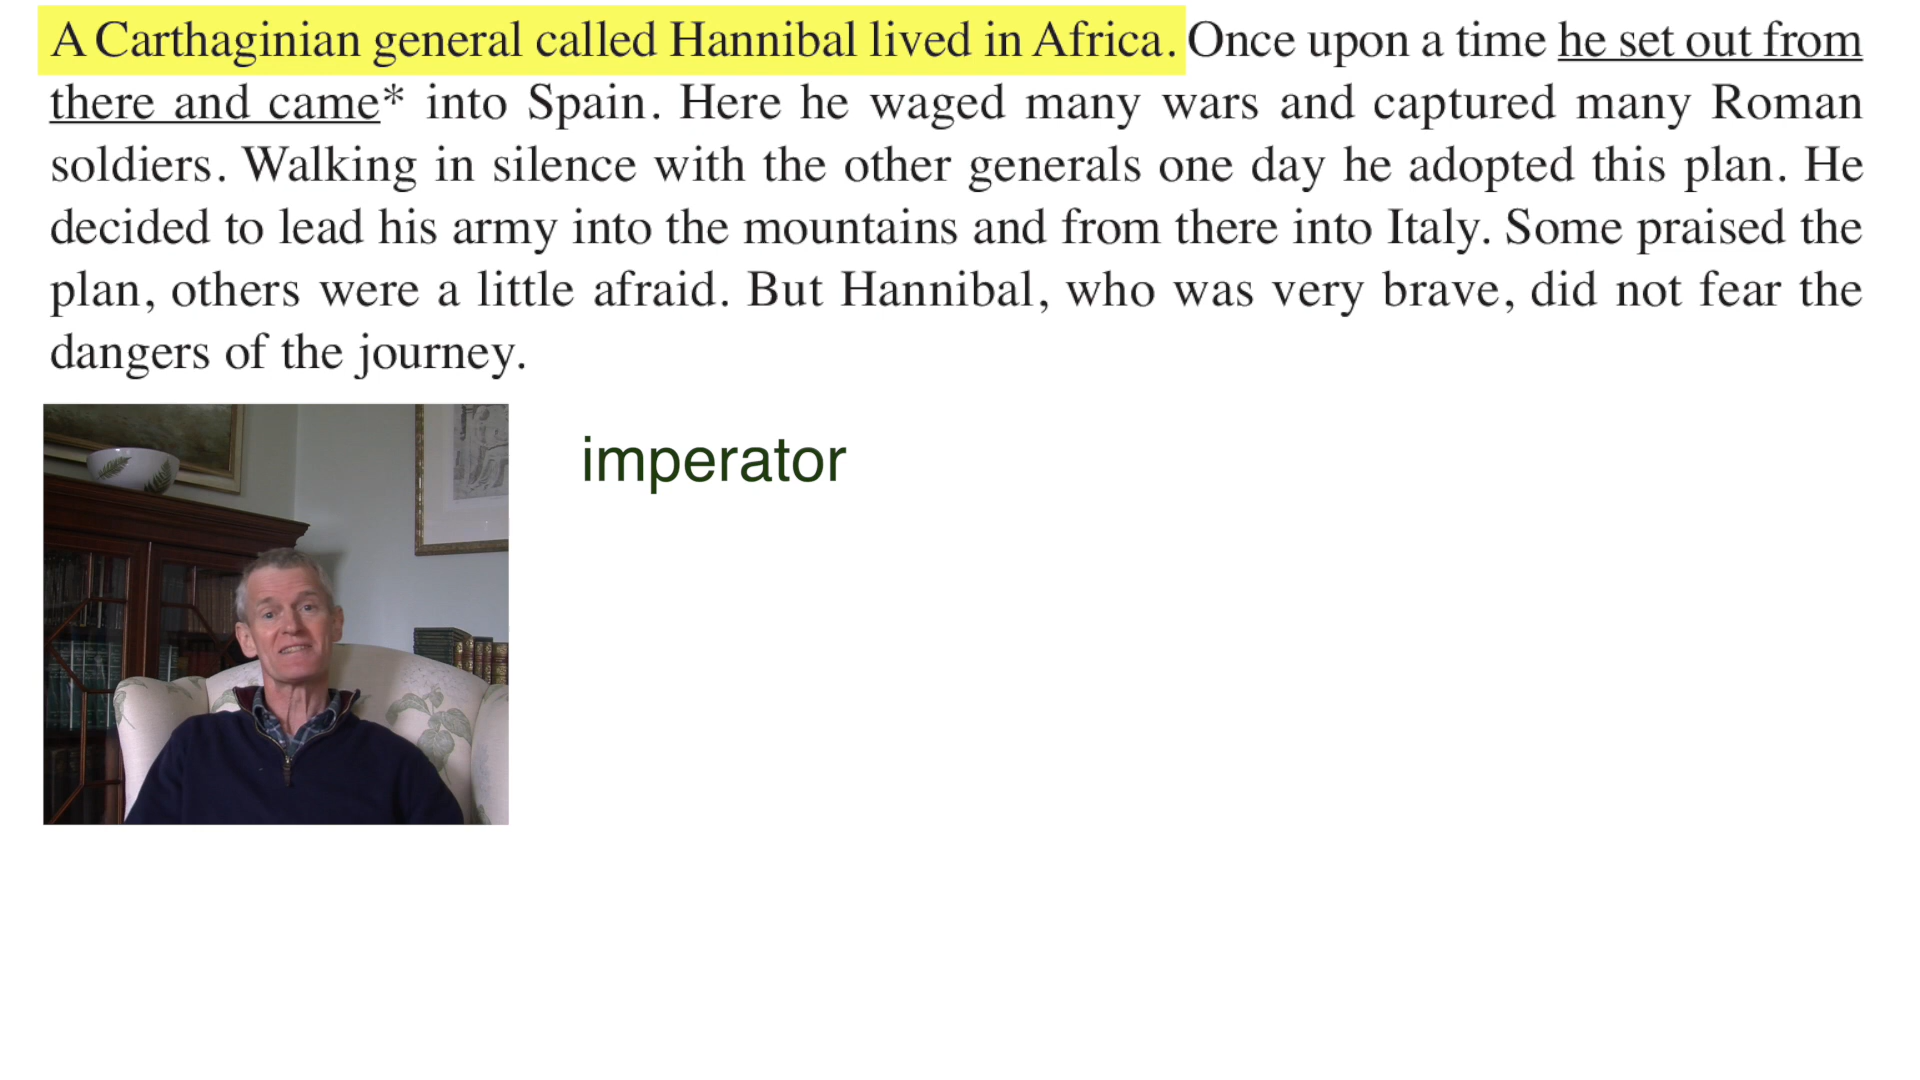 A Carthaginian general called Hannibal lived in Africa. Once upon a time he set out from
there and came* into Spain. Here he waged many wars and captured many Roman
soldiers. Walking in silence with the other generals one day he adopted this plan. He
decided to lead his army into the mountains and from there into Italy. Some praised the
plan, others were a little afraid. But Hannibal, who was very brave, did not fear the
dangers of the journey.
imperator